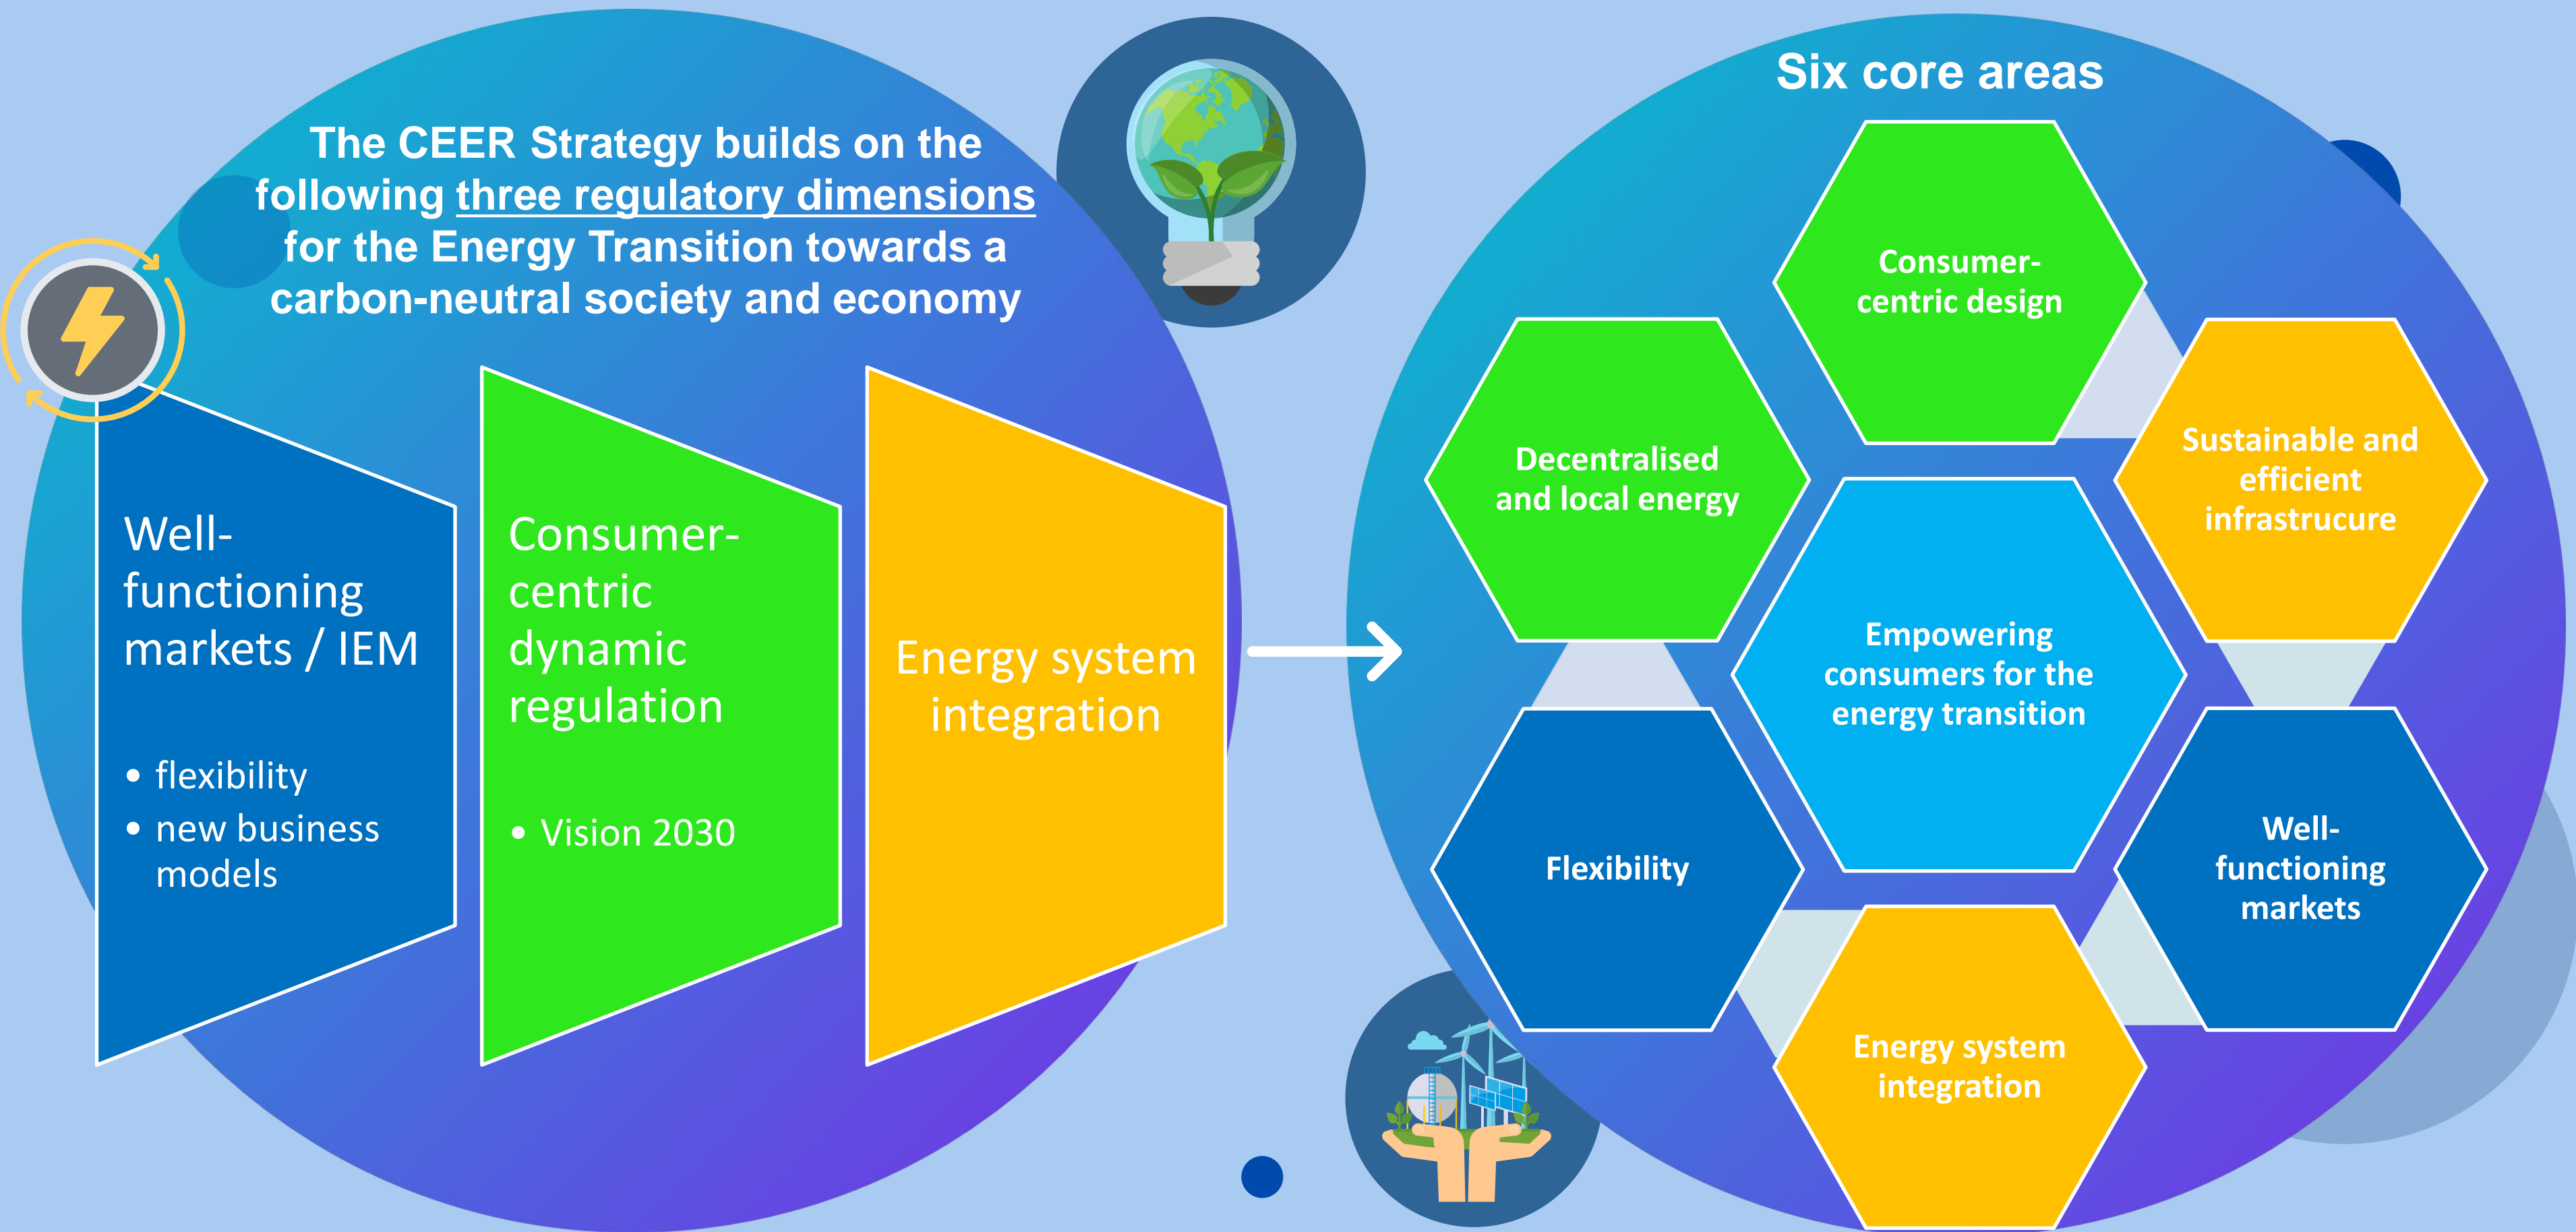 The CEER Strategy builds on the
following three regulatory dimensions
for the Energy Transition towards a
carbon-neutral society and economy
Well-
functioning
markets / IEM
• flexibility
• new business
models
Consumer-
centric
dynamic
regulation
• Vision 2030
Energy system
integration
Six core areas
Consumer-
centric design
Decentralised
and local energy
Sustainable and
efficient
infrastrucure
Empowering
consumers for the
energy transition
Flexibility
Well-
functioning
markets
Energy system
integration